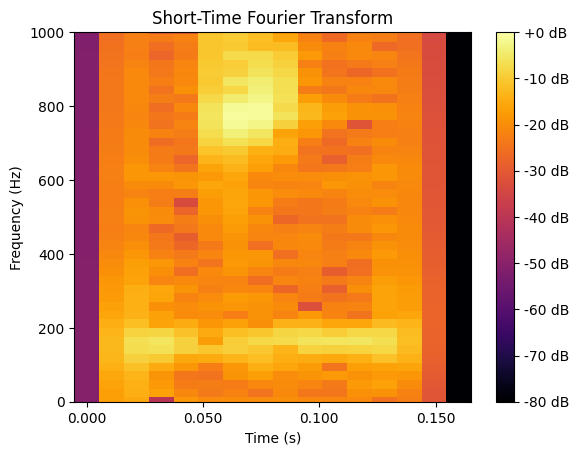 Short-Time Fourier Transform
1000
800
600
400
200
0
Frequency (Hz)
0.000
0.050
0.100
0.150
Time (s)
+0 dB
-10 dB
-20 dB
-30 dB
-40 dB
-50 dB
-60 dB
-70 dB
-80 dB